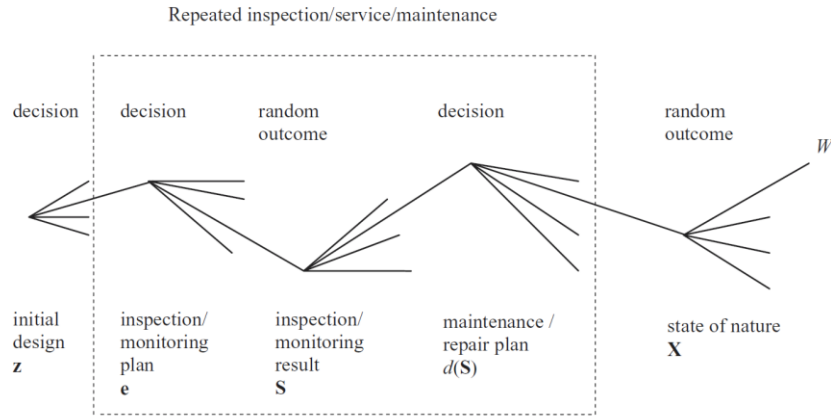 Repeated inspection/service/maintenance
decision
decision
random
outcome
decision
random
outcome
W
initial
design
z
inspection/
monitoring
plan
e
inspection/
monitoring
result
S
maintenance /
repair plan
d(S)
state of nature
X